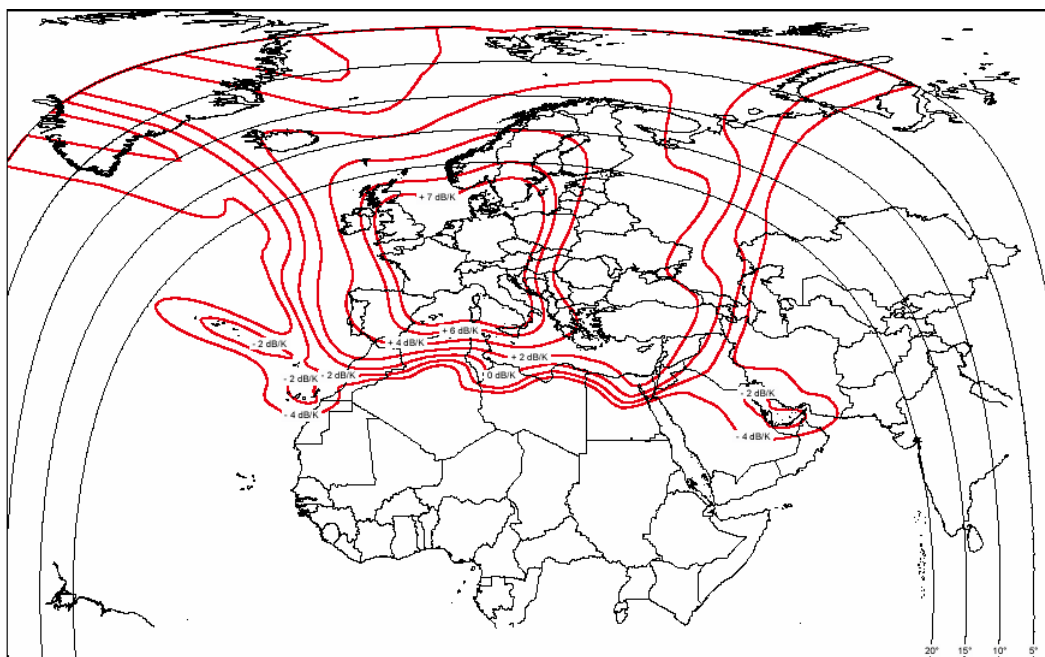 + 7 dB/K
+ 6 dB/K
+ 4 dB/K
- 2 dB/K
+ 2 dB/K
0 dB/K
- 2 dB/K
- 2 dB/K
- 2 dB/K
- 4 dB/K
- 4 dB/K
20° 15° 10° 5°